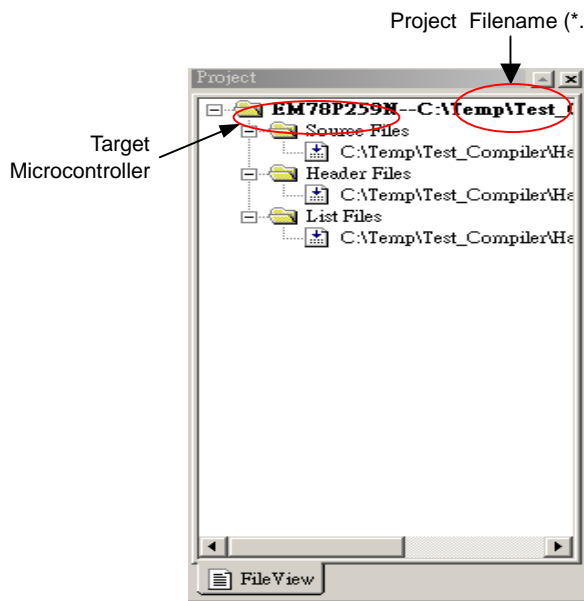 Project Filename (*.
Project
EM78P259N--C:\Temp\Test_
Target
Microcontroller
Source Files
C:\Temp\Test_Compiler\Ha
Header Files
C:\Temp\Test_Compiler\Ha
List Files
C:\Temp\Test_Compiler\Ha
FileView